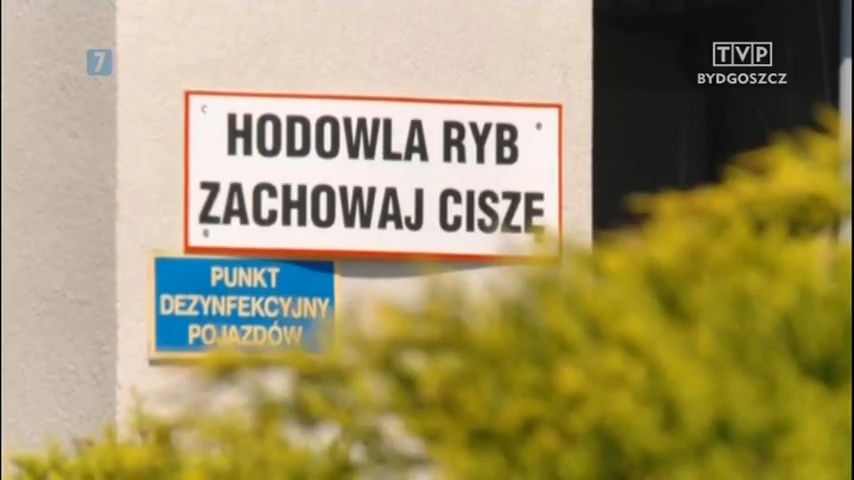 7
TVP
BYDGOSZCZ
HODOWLA RYB
ZACHOWAJ CISZE
PUNKT
DEZYNFEKCYJNY
POJAZDÓW